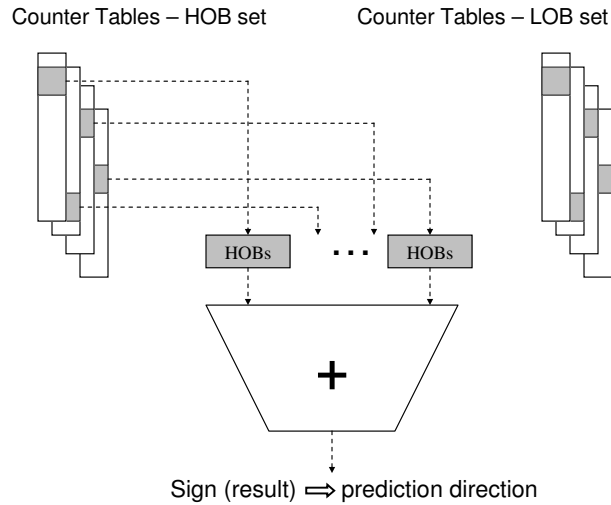 Counter Tables – HOB set
Counter Tables – LOB set
HOBs
...
HOBs
+
Sign (result) ⇒ prediction direction